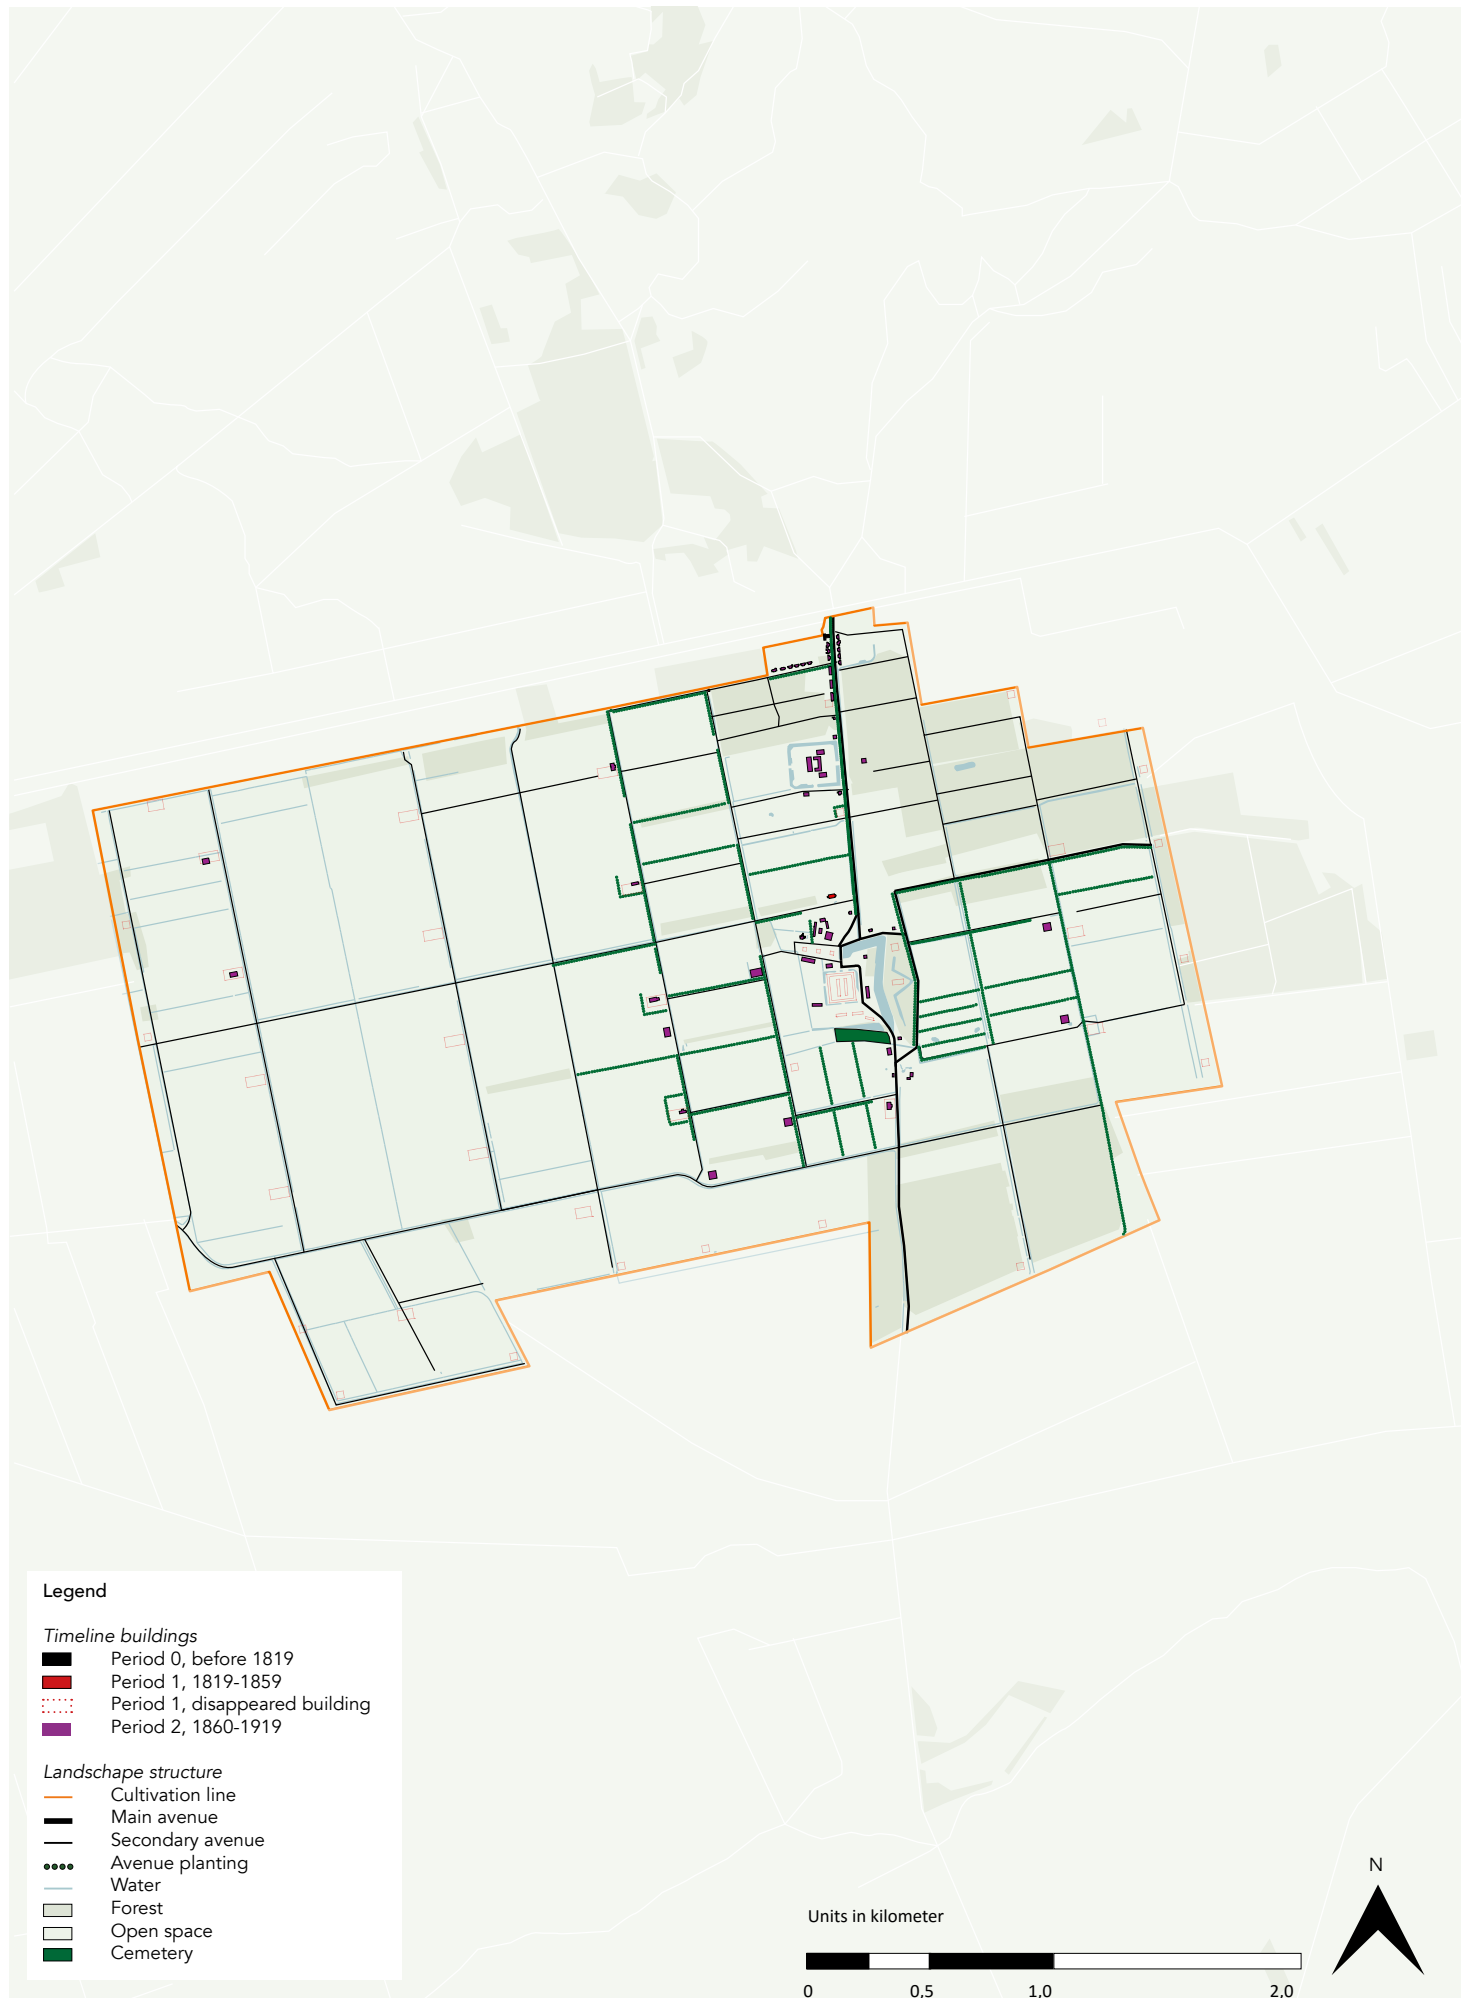 Legend
Timeline buildings
Period 0, before 1819
Period 1, 1819-1859
Period 1, disappeared building
Period 2, 1860-1919
Landschape structure
Cultivation line
Main avenue
Secondary avenue
Avenue planting
Water
Forest
Open space
Cemetery
N
Units in kilometer
0 0,5 1,0 2,0